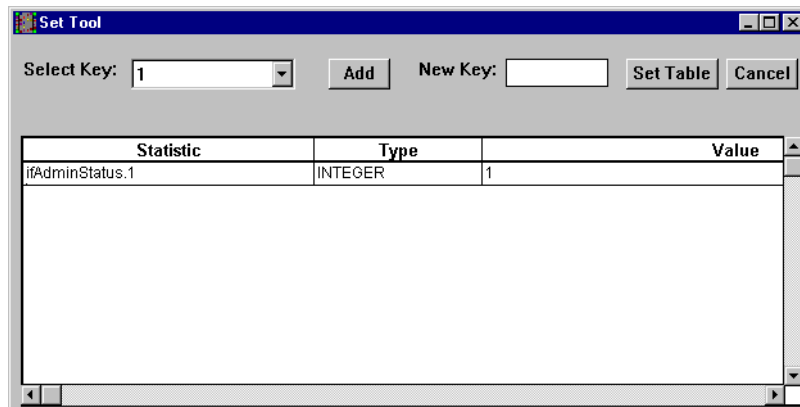 Set Tool
Select Key: 1 Add New Key: Set Table Cancel
Statistic Type Value
ifAdminStatus.1 INTEGER 1